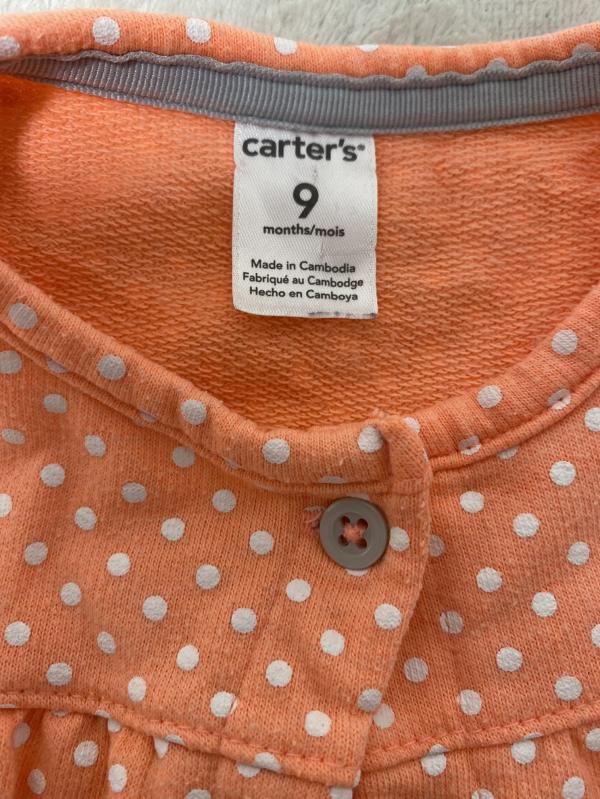 carter's®
9
months/mois
Made in Cambodia
Fabriqué au Cambodge
Hecho en Camboya